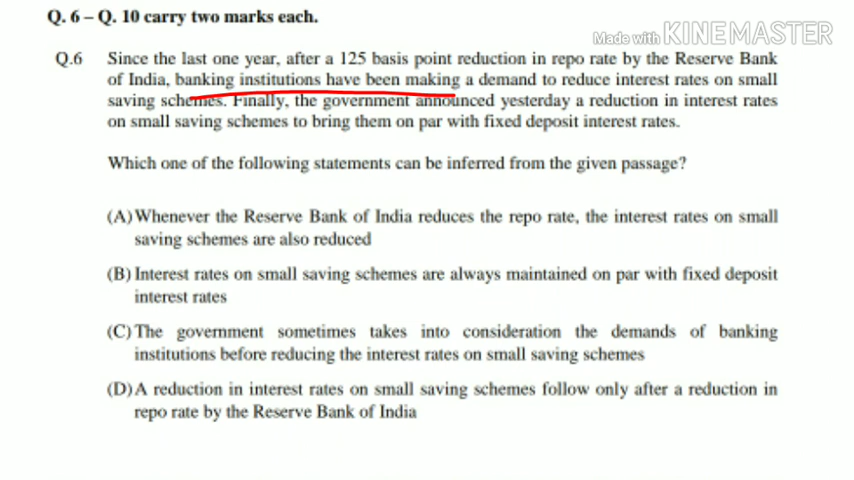 Q. 6 – Q. 10 carry two marks each.
Made with KINEMASTER
Q.6 Since the last one year, after a 125 basis point reduction in repo rate by the Reserve Bank
of India, banking institutions have been making a demand to reduce interest rates on small
saving schemes. Finally, the government announced yesterday a reduction in interest rates
on small saving schemes to bring them on par with fixed deposit interest rates.
Which one of the following statements can be inferred from the given passage?
(A) Whenever the Reserve Bank of India reduces the repo rate, the interest rates on small
saving schemes are also reduced
(B) Interest rates on small saving schemes are always maintained on par with fixed deposit
interest rates
(C) The government sometimes takes into consideration the demands of banking
institutions before reducing the interest rates on small saving schemes
(D) A reduction in interest rates on small saving schemes follow only after a reduction in
repo rate by the Reserve Bank of India